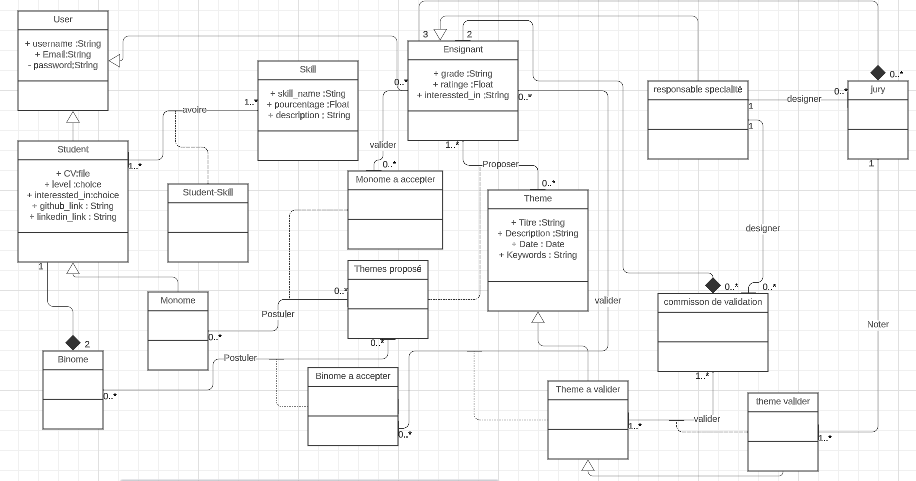 User
+ username :String
+ Email:String
- password;String
Student
+ CV:file
+ level :choice
+ interessted_in:choice
+ github_link : String
+ linkedin_link : String
1
1..*
avoire
1..*
Skill
+ skill_name :Sting
+ pourcentage :Float
+ description ; String
Student-Skill
Monome
0..*
Binome
2
0..*
Postuler
Postuler
3
2
Ensignant
+ grade :String
+ ratinge :Float
+ interessted_in ;String
0..*
0..*
1..*
valider
0..*
Monome a accepter
Proposer
0..*
Theme
+ Titre :String
+ Description ;String
+ Date : Date
+ Keywords : String
Themes proposé
0..*
0..*
Binome a accepter
0..*
valider
responsable specialité
1
1
designer
0..*
0..*
jury
1
designer
0..*
0..*
commisson de validation
1..*
Noter
Theme a valider
1..*
valider
theme valider
1..*